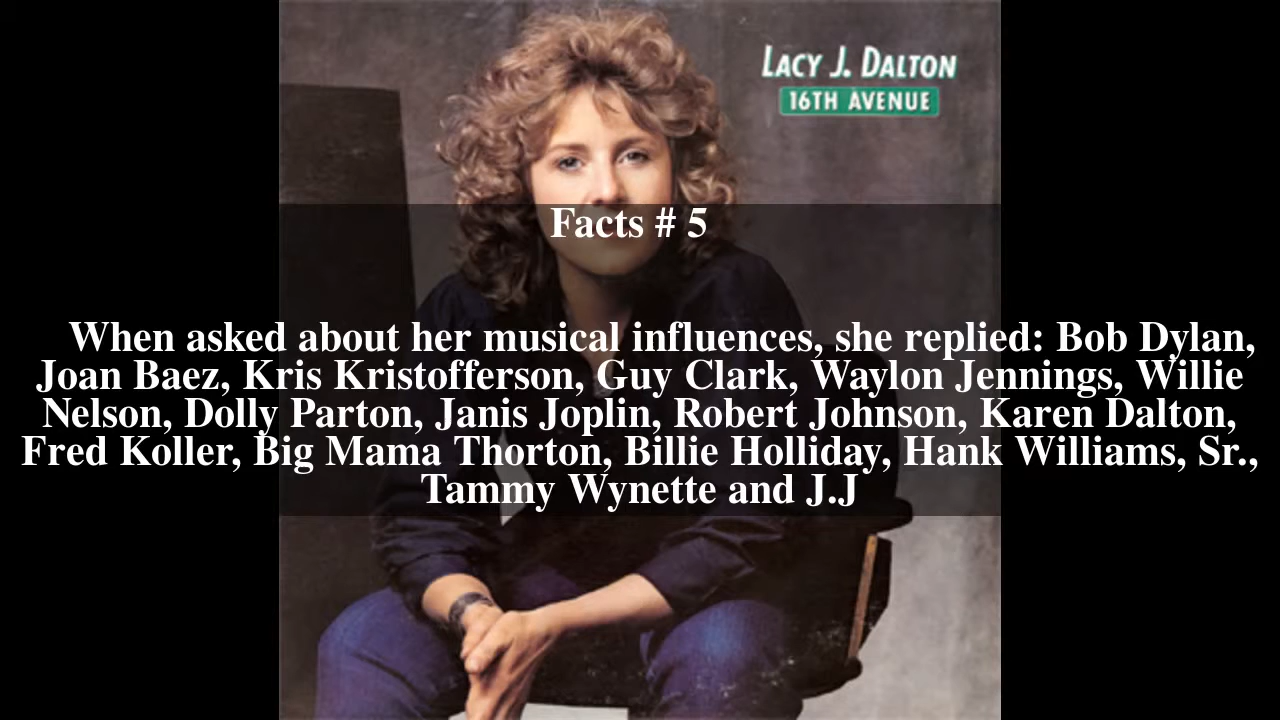 LACY J. DALTON
16TH AVENUE
Facts # 5
When asked about her musical influences, she replied: Bob Dylan,
Joan Baez, Kris Kristofferson, Guy Clark, Waylon Jennings, Willie
Nelson, Dolly Parton, Janis Joplin, Robert Johnson, Karen Dalton,
Fred Koller, Big Mama Thorton, Billie Holliday, Hank Williams, Sr.,
Tammy Wynette and J.J